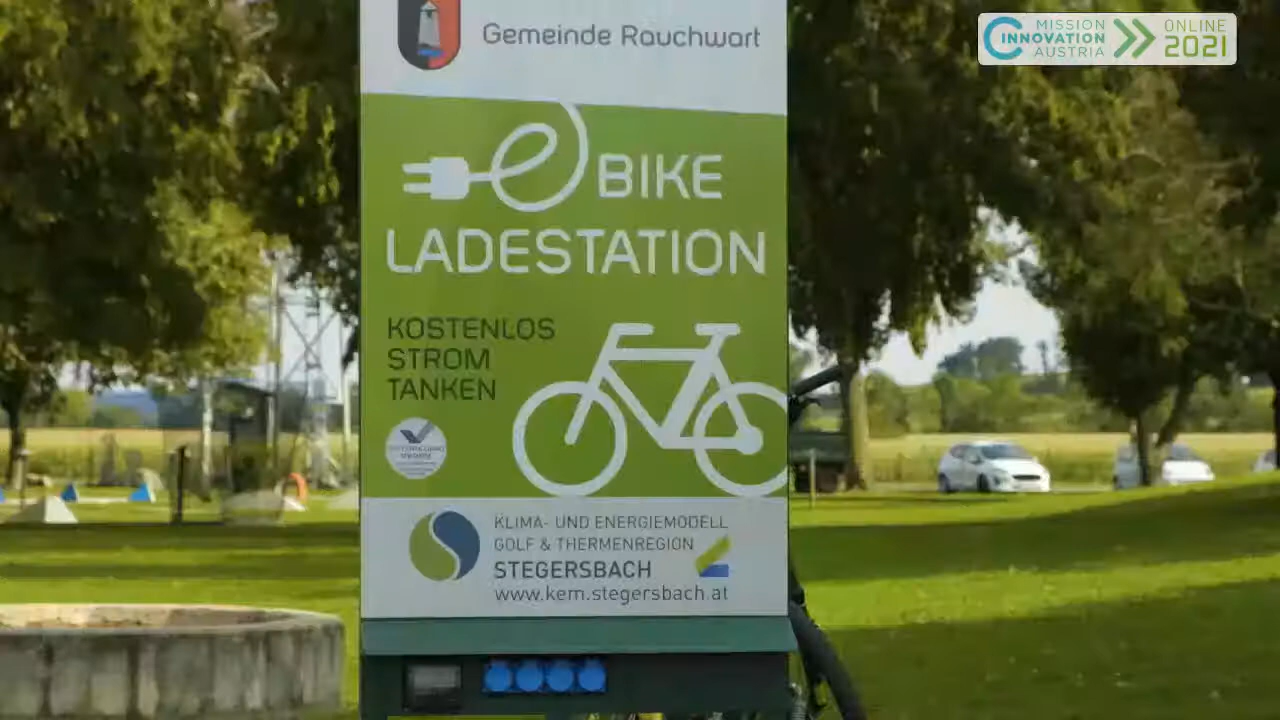 Gemeinde Rauchwart
MISSION
INNOVATION
AUSTRIA
ONLINE
2021
e BIKE
LADESTATION
KOSTENLOS
STROM
TANKEN
KLIMA- UND ENERGIEMODELL
GOLF & THERMENREGION
STEGERSBACH
www.kem.stegersbach.at